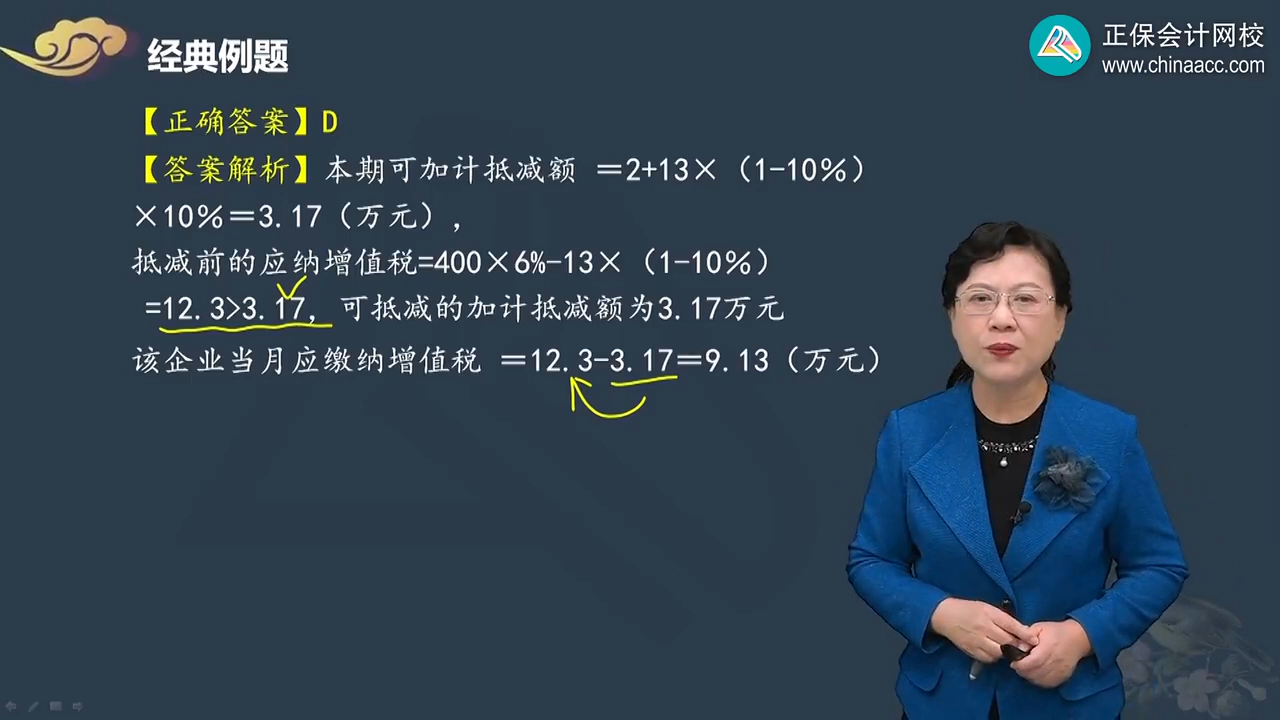 经典例题
正保会计网校
www.chinaacc.com
【正确答案】D
【答案解析】本期可加计抵减额 =2+13×（1-10%）
×10%=3.17（万元），
抵减前的应纳增值税=400×6%-13×（1-10%）
=12.3>3.17，可抵减的加计抵减额为3.17万元
该企业当月应缴纳增值税 =12.3-3.17=9.13（万元）